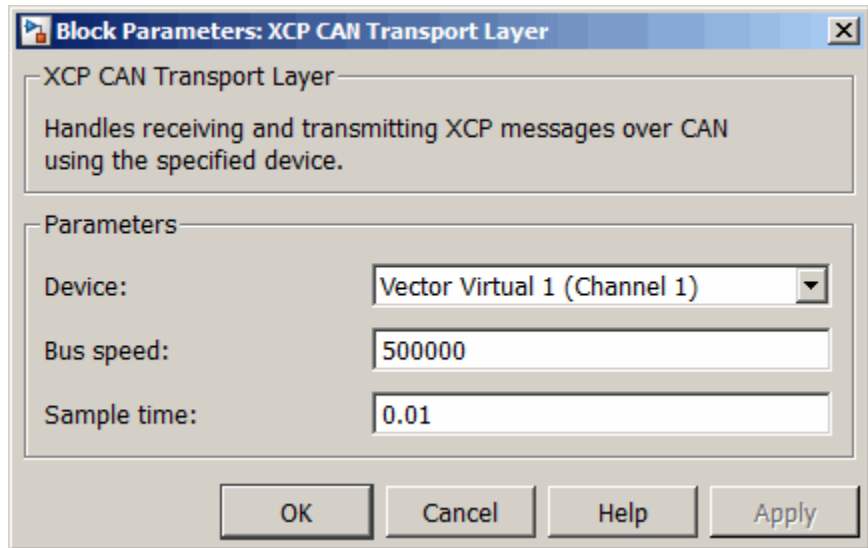 Block Parameters: XCP CAN Transport Layer
XCP CAN Transport Layer
Handles receiving and transmitting XCP messages over CAN
using the specified device.
Parameters
Device: Vector Virtual 1 (Channel 1)
Bus speed: 500000
Sample time: 0.01
OK Cancel Help Apply